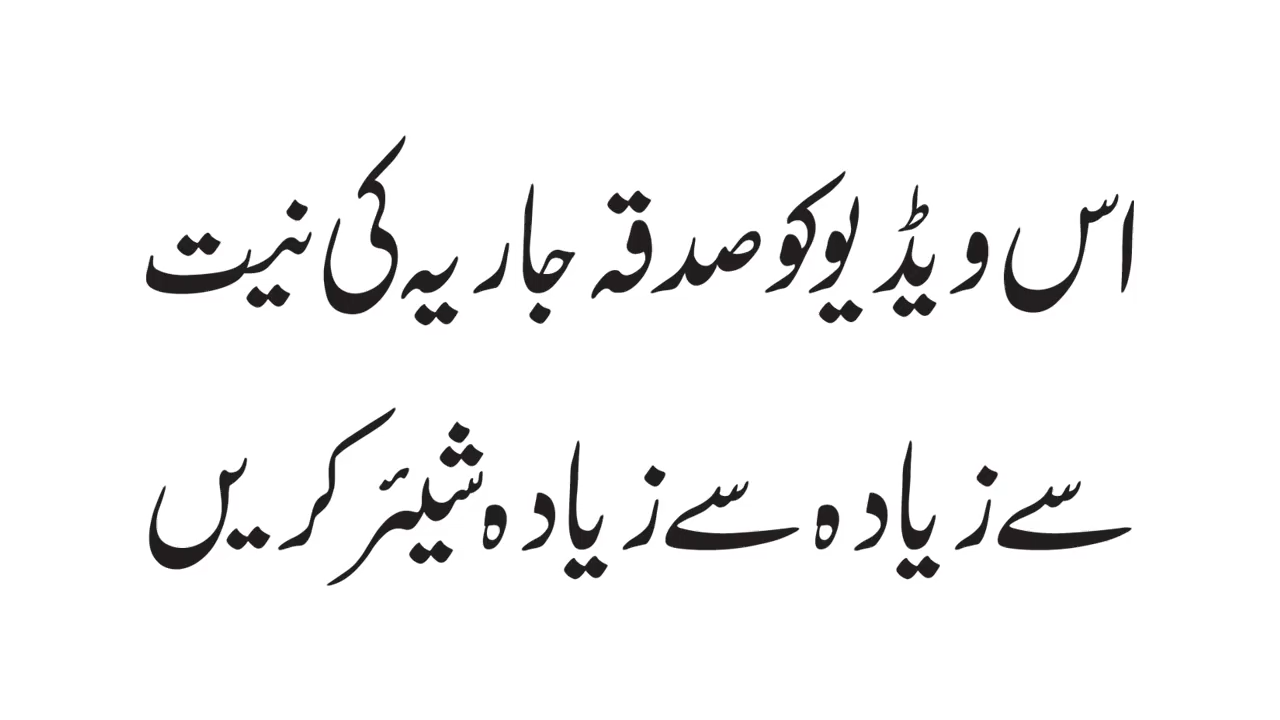 اس ویڈیو کو صدقہ جاریہ کی نیت
سے زیادہ سے زیادہ شیئر کریں